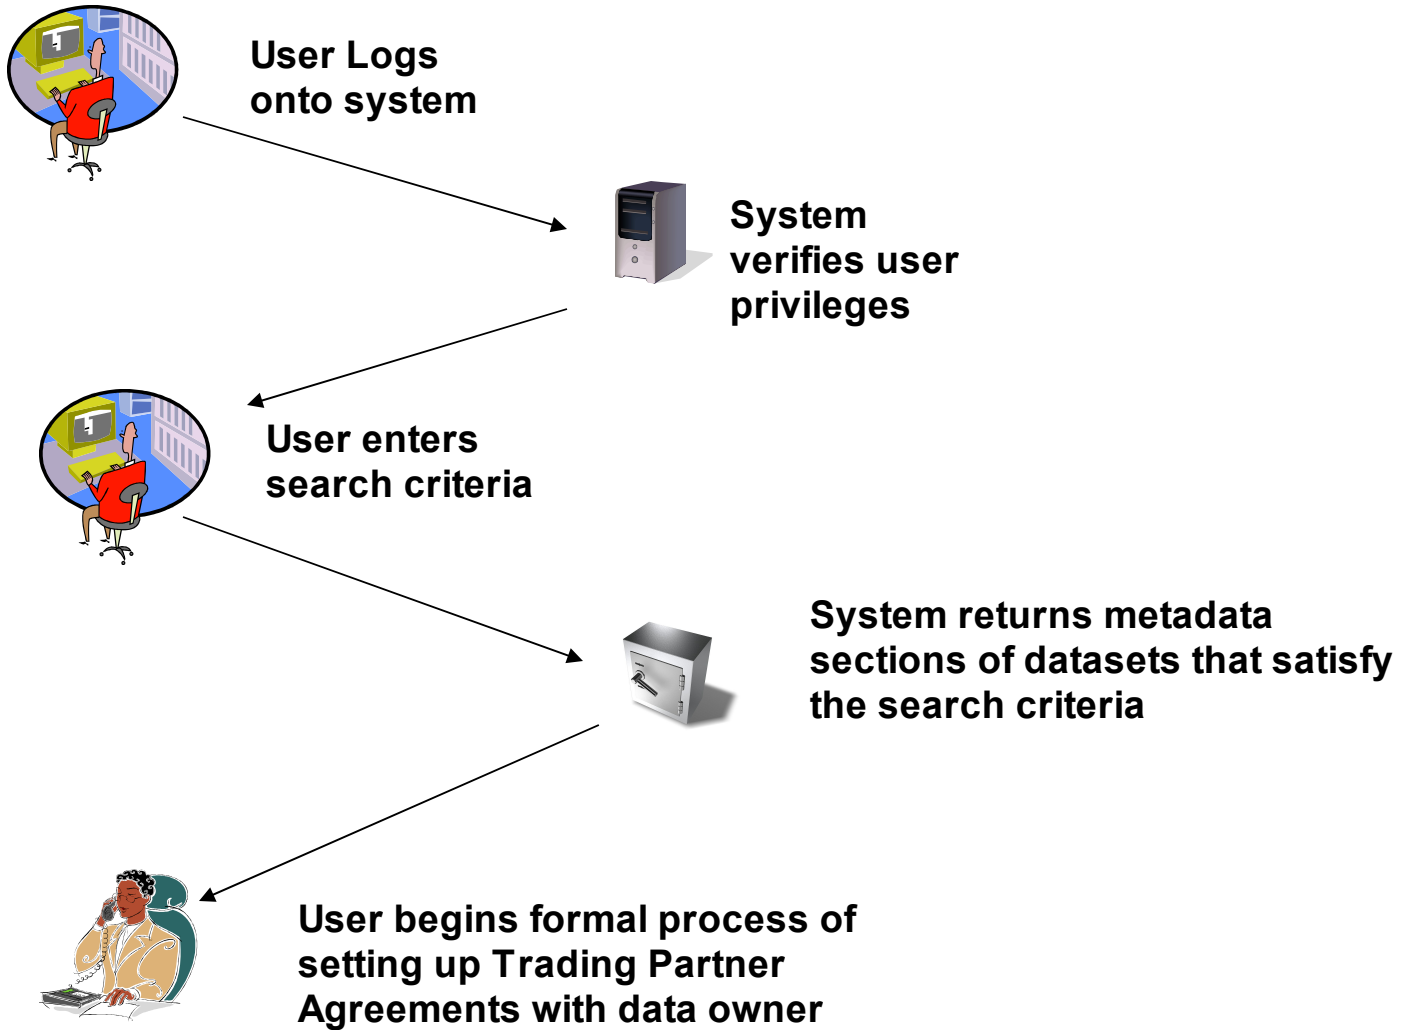 User Logs
onto system
System
verifies user
privileges
User enters
search criteria
System returns metadata
sections of datasets that satisfy
the search criteria
User begins formal process of
setting up Trading Partner
Agreements with data owner